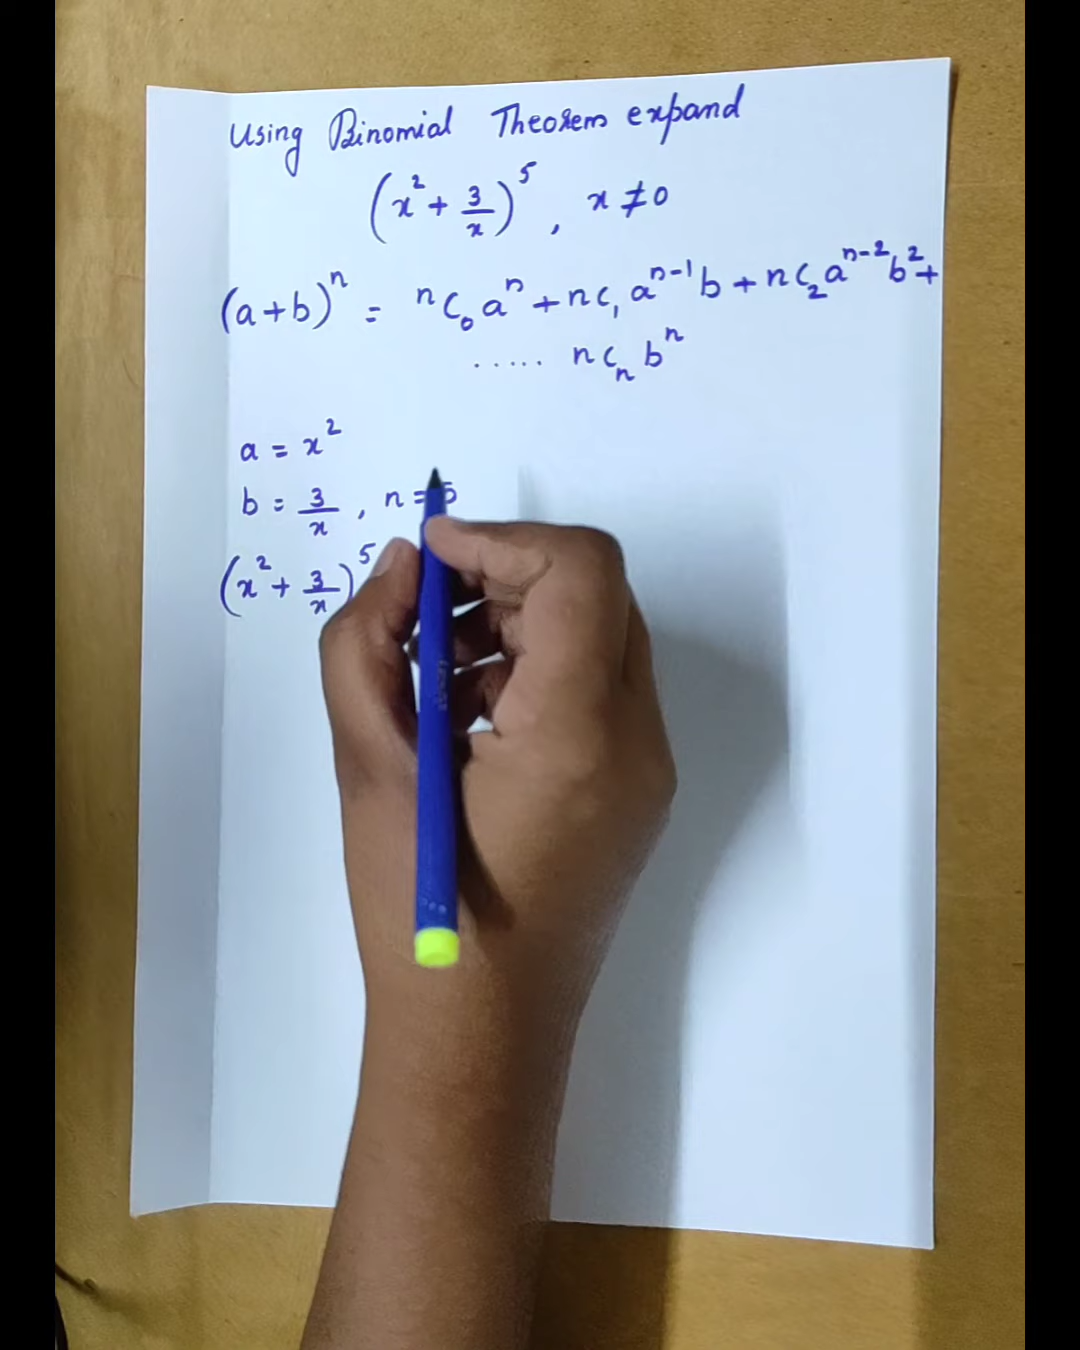 Using Binomial Theorem expand
(x² + 3/x)⁵, x ≠ 0
(a+b)ⁿ = ⁿC₀aⁿ + nC₁aⁿ⁻¹b + nC₂aⁿ⁻²b² +
..... nCₙbⁿ
a = x²
b = 3/x, n = 5
(x² + 3/x)⁵